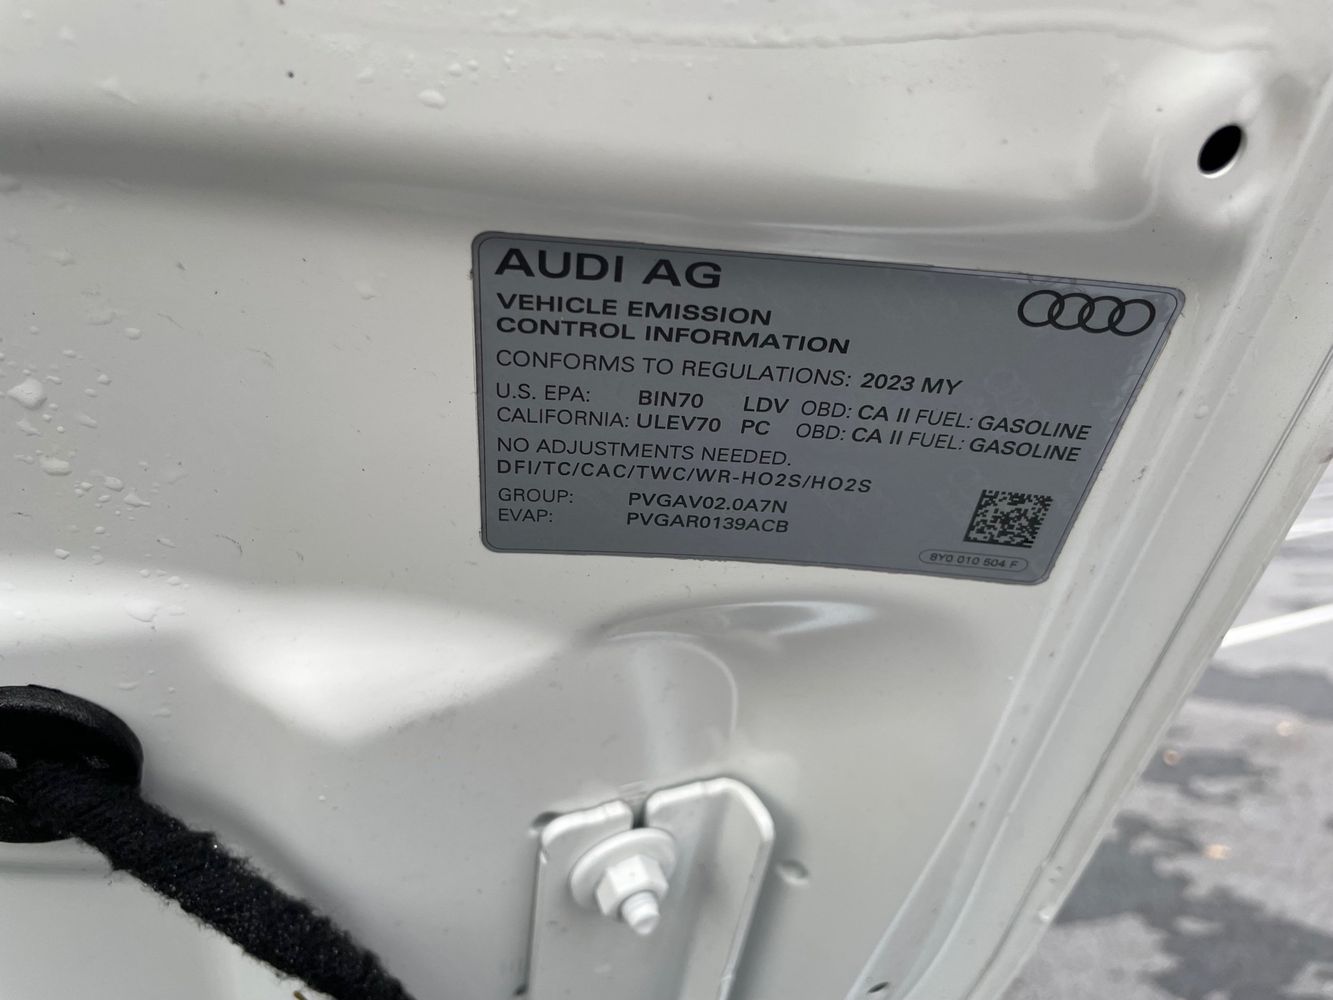 AUDI AG
VEHICLE EMISSION
CONTROL INFORMATION
CONFORMS TO REGULATIONS: 2023 MY
U.S. EPA: BIN70 LDV OBD: CA II FUEL: GASOLINE
CALIFORNIA: ULEV70 PC OBD: CA II FUEL: GASOLINE
NO ADJUSTMENTS NEEDED.
DFI/TC/CAC/TWC/WR-HO2S/HO2S
GROUP: PVGAV02.0A7N
EVAP: PVGAR0139ACB
8Y0 010 504 F